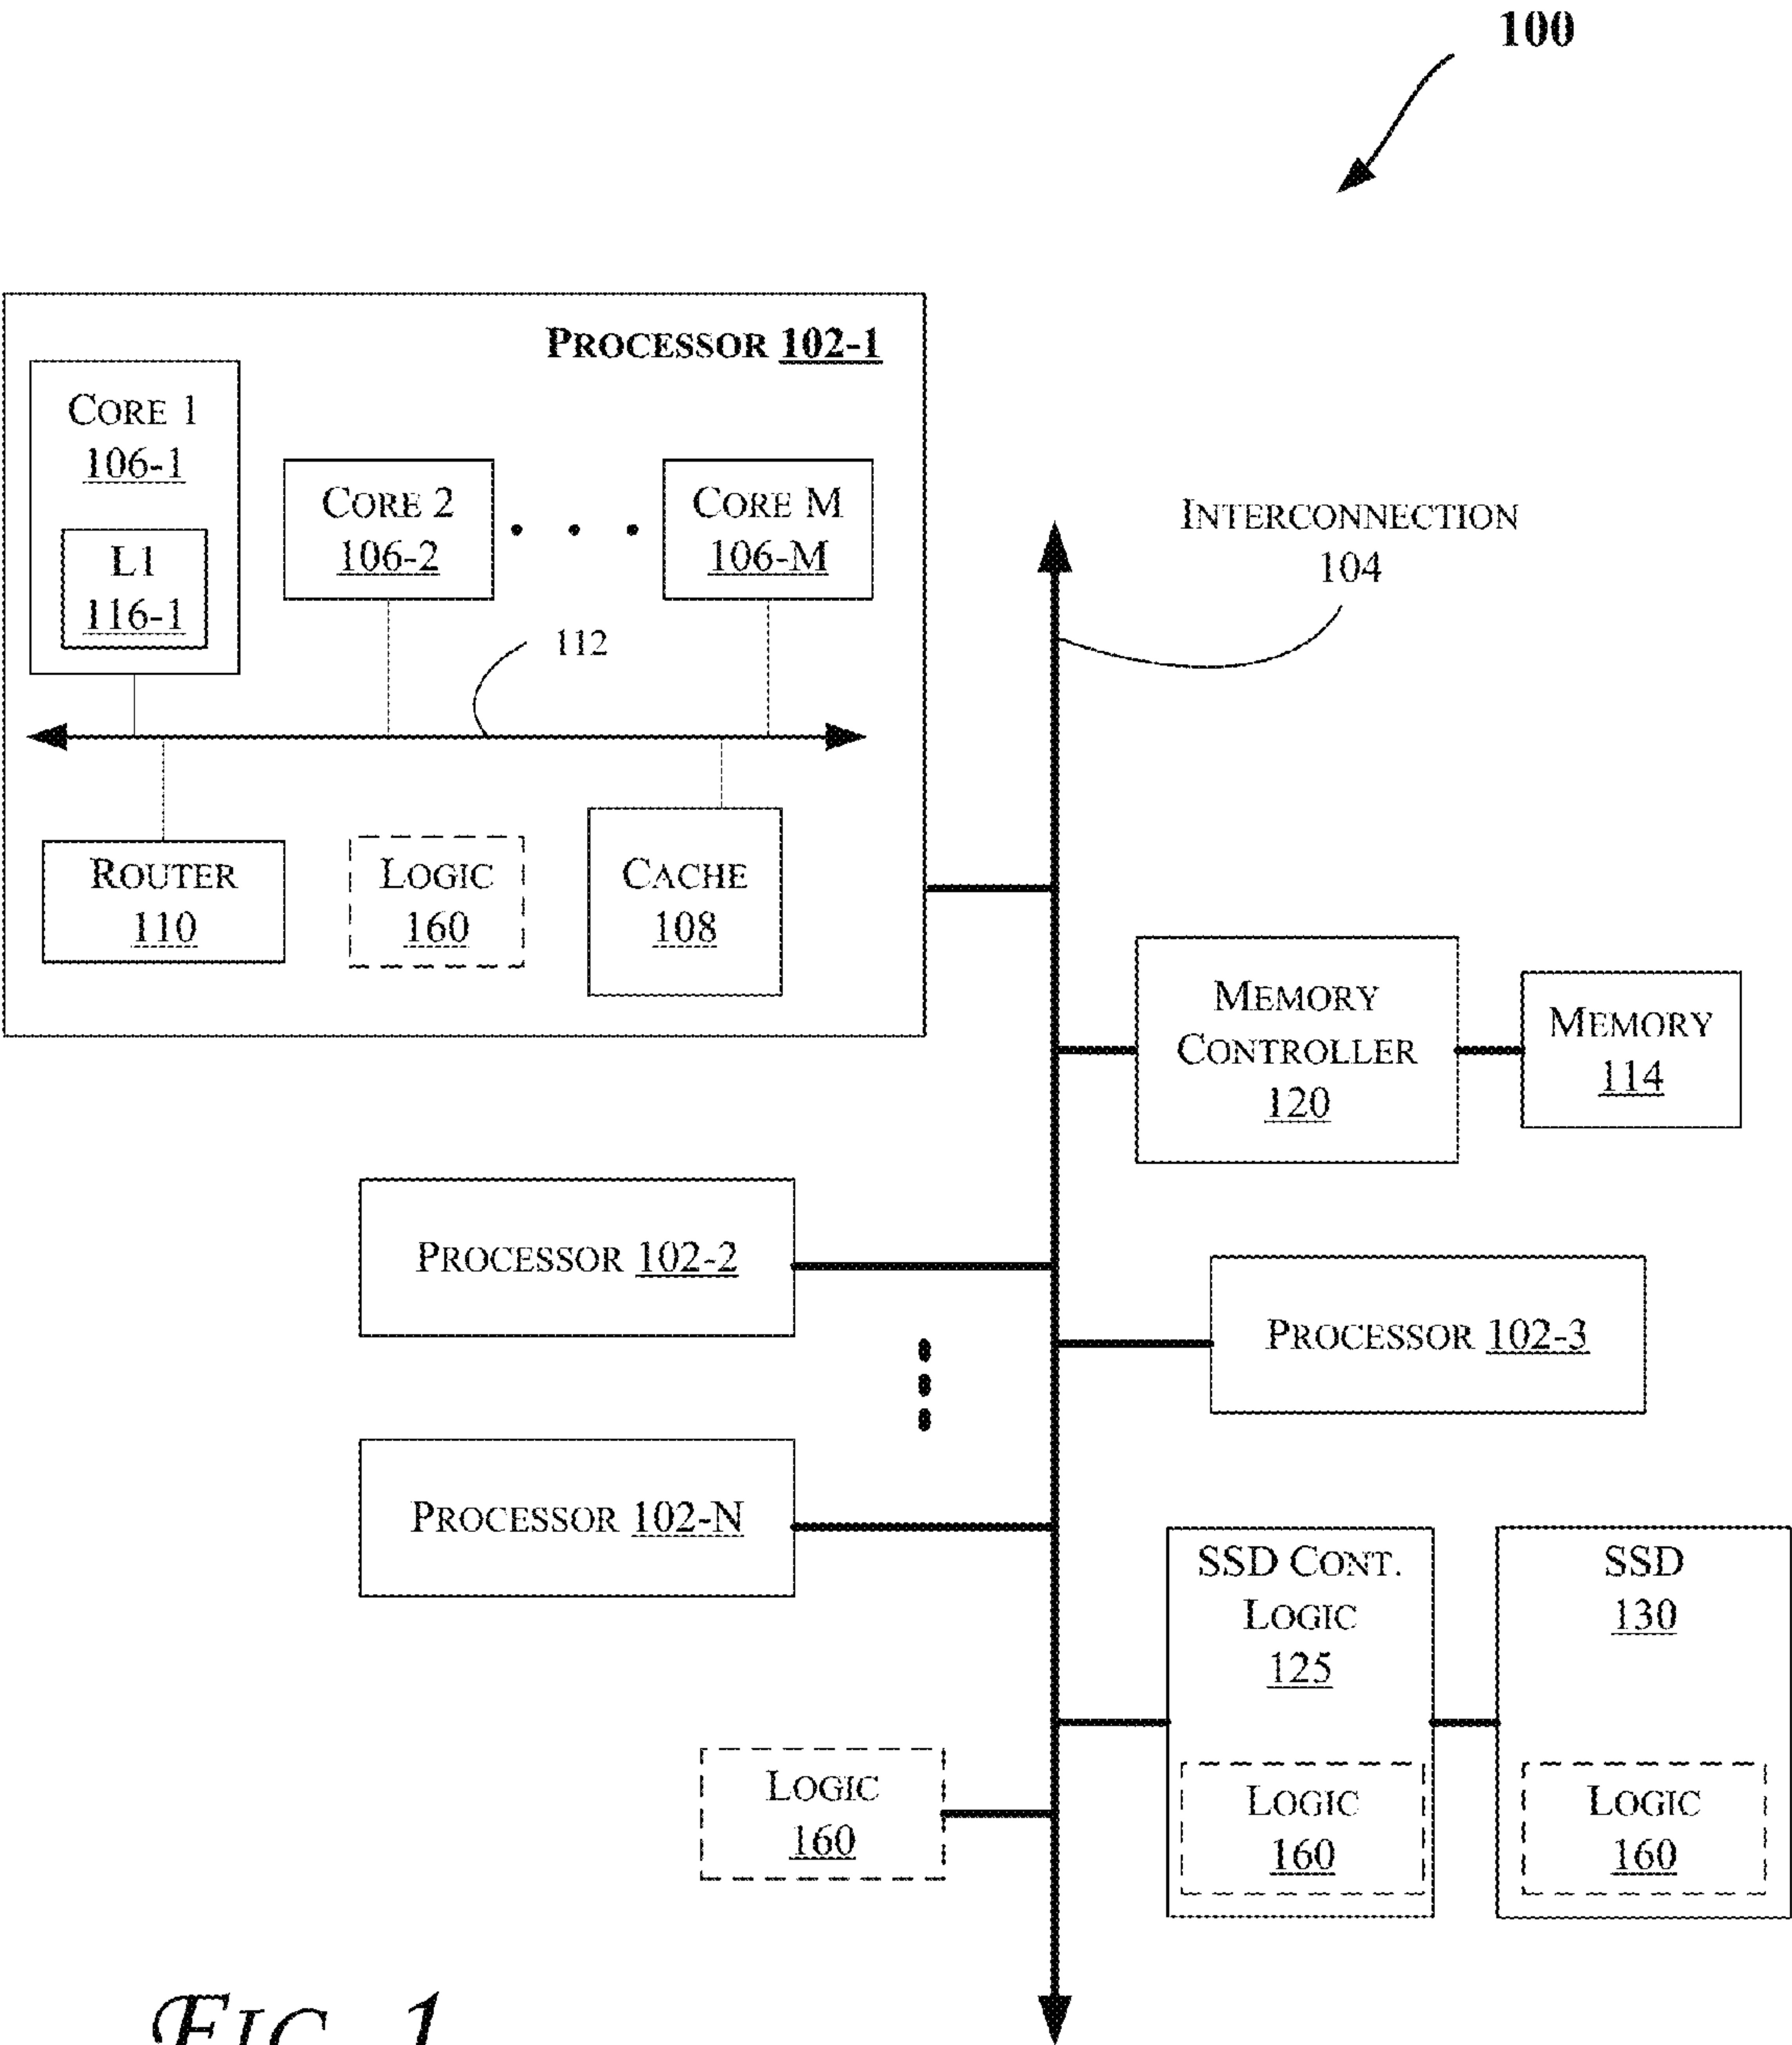 100
PROCESSOR 102-1
CORE 1
106-1
L1
116-1
CORE 2
106-2
CORE M
106-M
112
ROUTER
110
LOGIC
160
CACHE
108
INTERCONNECTION
104
MEMORY
CONTROLLER
120
MEMORY
114
PROCESSOR 102-2
PROCESSOR 102-3
PROCESSOR 102-N
SSD CONT.
LOGIC
125
LOGIC
160
SSD
130
LOGIC
160
LOGIC
160
FIG. 1